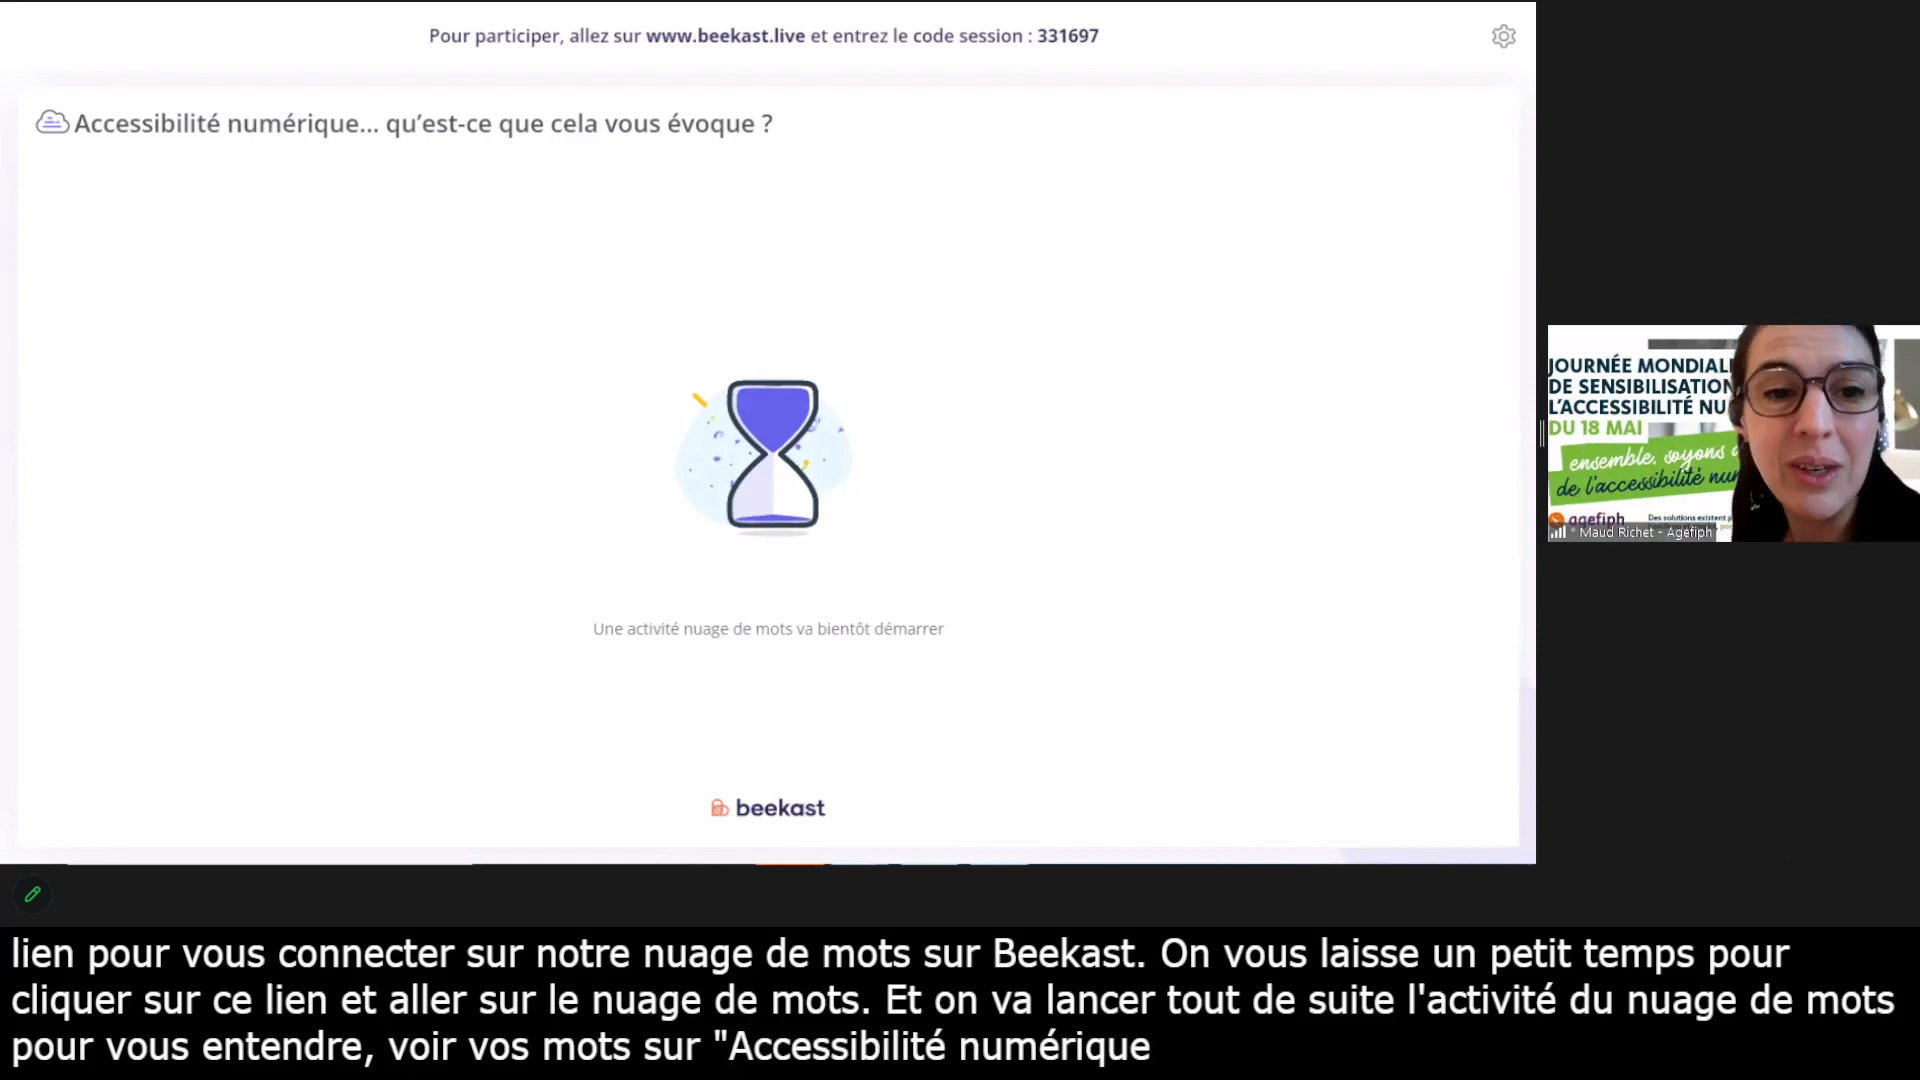 Pour participer, allez sur www.beekast.live et entrez le code session : 331697
Accessibilité numérique... qu'est-ce que cela vous évoque ?
Une activité nuage de mots va bientôt démarrer
beekast
JOURNÉE MONDIAL
DE SENSIBILISATION
L'ACCESSIBILITÉ NU
DU 18 MAI
ensemble, soyons
de l'accessibilité nu
agefiph
Des solutions existent
* Maud Richet - Agefiph
lien pour vous connecter sur notre nuage de mots sur Beekast. On vous laisse un petit temps pour
cliquer sur ce lien et aller sur le nuage de mots. Et on va lancer tout de suite l'activité du nuage de mots
pour vous entendre, voir vos mots sur "Accessibilité numérique